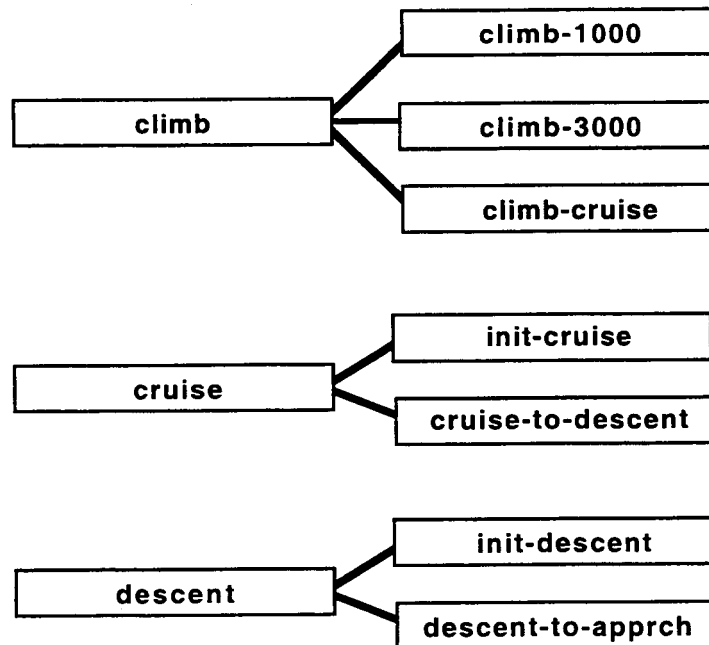 climb
climb-1000
climb-3000
climb-cruise
cruise
init-cruise
cruise-to-descent
descent
init-descent
descent-to-apprch